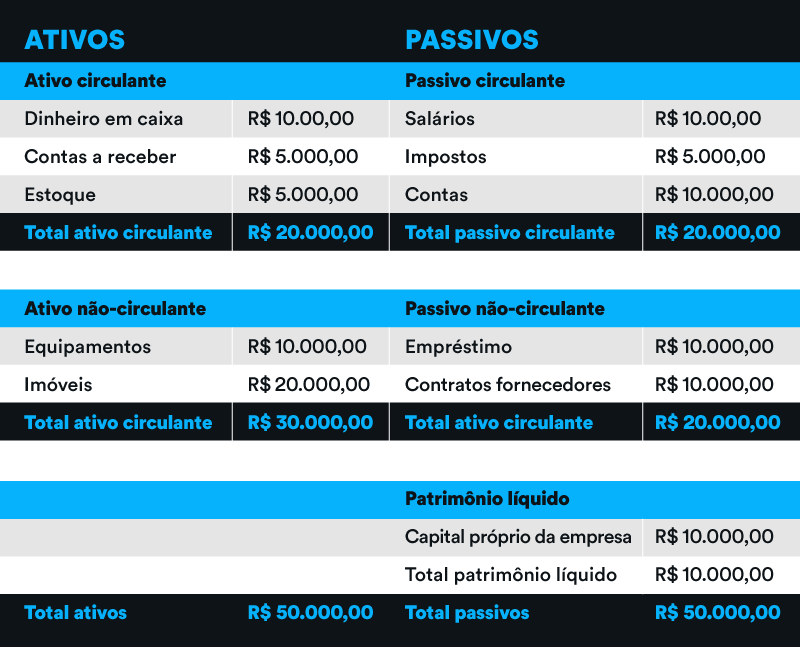 ATIVOS PASSIVOS
Ativo circulante Passivo circulante
Dinheiro em caixa R$ 10.00,00 Salários R$ 10.00,00
Contas a receber R$ 5.000,00 Impostos R$ 5.000,00
Estoque R$ 5.000,00 Contas R$ 10.000,00
Total ativo circulante R$ 20.000,00 Total passivo circulante R$ 20.000,00
Ativo não-circulante Passivo não-circulante
Equipamentos R$ 10.000,00 Empréstimo R$ 10.000,00
Imóveis R$ 20.000,00 Contratos fornecedores R$ 10.000,00
Total ativo circulante R$ 30.000,00 Total ativo circulante R$ 20.000,00
Patrimônio líquido
Capital próprio da empresa R$ 10.000,00
Total patrimônio líquido R$ 10.000,00
Total ativos R$ 50.000,00 Total passivos R$ 50.000,00